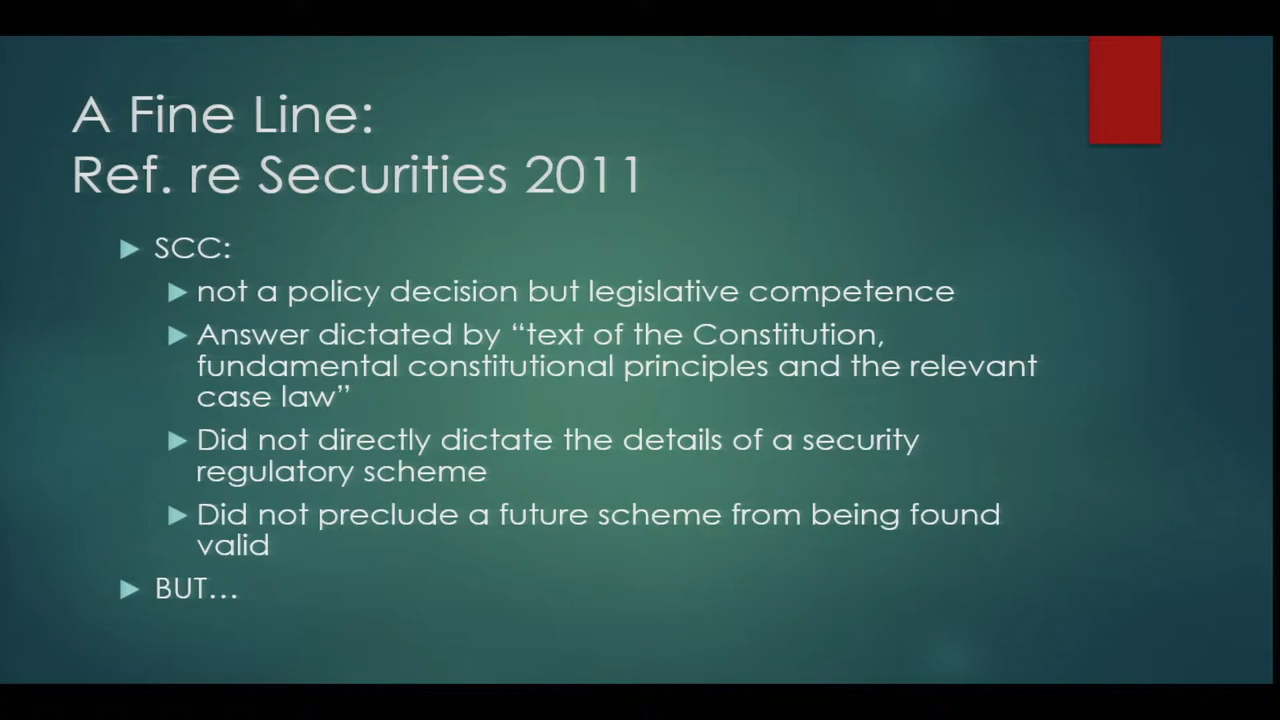 A Fine Line:
Ref. re Securities 2011
SCC:
not a policy decision but legislative competence
Answer dictated by “text of the Constitution,
fundamental constitutional principles and the relevant
case law”
Did not directly dictate the details of a security
regulatory scheme
Did not preclude a future scheme from being found
valid
BUT…